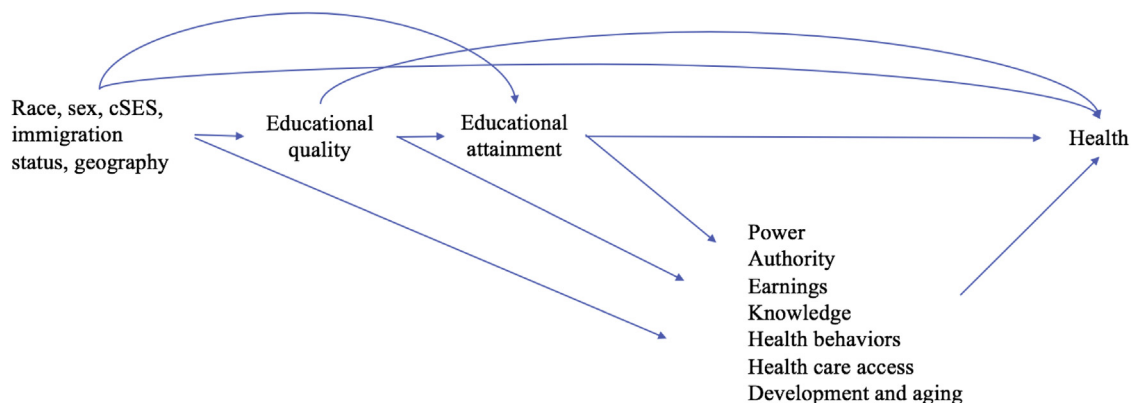 Race, sex, cSES,
immigration
status, geography
Educational
quality
Educational
attainment
Health
Power
Authority
Earnings
Knowledge
Health behaviors
Health care access
Development and aging